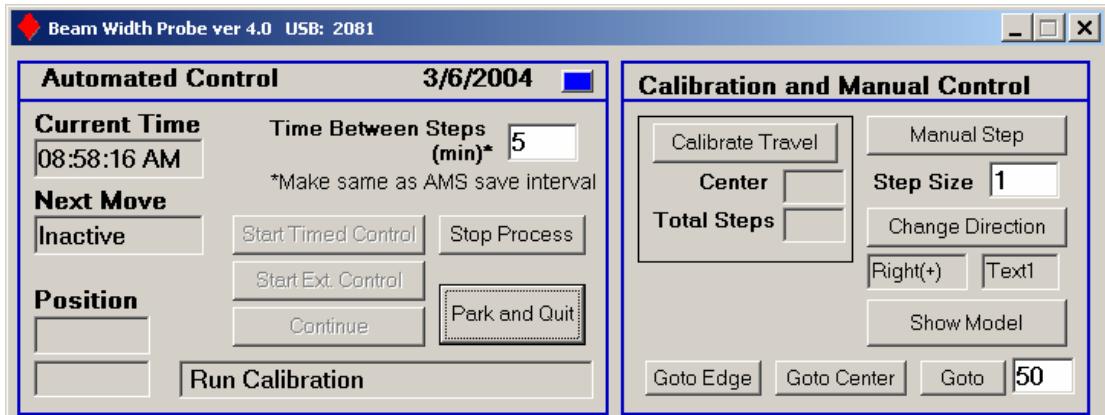 Beam Width Probe ver 4.0 USB: 2081
Automated Control 3/6/2004
Current Time
08:58:16 AM
Time Between Steps
(min)* 5
*Make same as AMS save interval
Next Move
Inactive
Start Timed Control Stop Process
Start Ext. Control
Continue
Park and Quit
Position
Run Calibration
Calibration and Manual Control
Calibrate Travel
Center
Total Steps
Manual Step
Step Size 1
Change Direction
Right(+) Text1
Show Model
Goto Edge Goto Center Goto 50